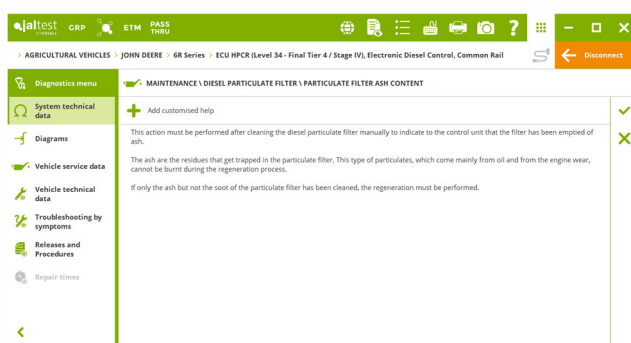 jaltest GRP ETM PASS THRU ?
> AGRICULTURAL VEHICLES > JOHN DEERE > 6R Series > ECU HPCR (Level 34 - Final Tier 4 / Stage IV), Electronic Diesel Control, Common Rail
Disconnect
Diagnostics menu
MAINTENANCE \ DIESEL PARTICULATE FILTER \ PARTICULATE FILTER ASH CONTENT
System technical
data
Diagrams
Vehicle service data
Vehicle technical
data
Troubleshooting by
symptoms
Releases and
Procedures
Repair times
Add customised help
This action must be performed after cleaning the diesel particulate filter manually to indicate to the control unit that the filter has been emptied of
ash.
The ash are the residues that get trapped in the particulate filter. This type of particulates, which come mainly from oil and from the engine wear,
cannot be burnt during the regeneration process.
If only the ash but not the soot of the particulate filter has been cleaned, the regeneration must be performed.